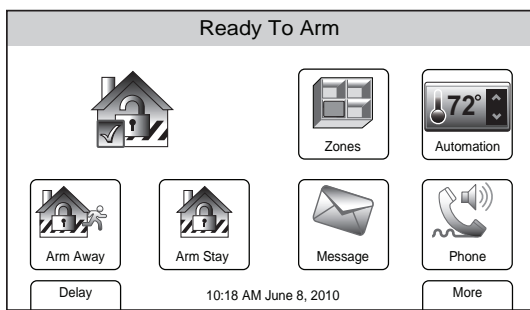 Ready To Arm
72°
Zones
Automation
Arm Away
Arm Stay
Message
Phone
Delay
10:18 AM June 8, 2010
More